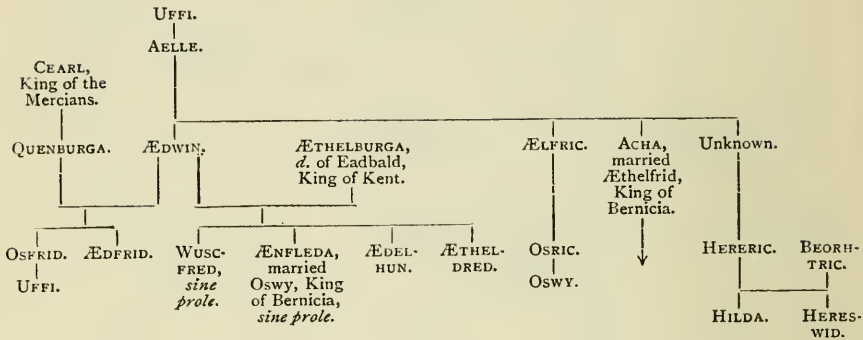 UFFI.
AELLE.
CEARL,
King of the
Mercians.
QUENBURGA.
ÆDWIN.
ÆTHELBURGA,
d. of Eadbald,
King of Kent.
ÆLFRIC.
ACHA,
married
Æthelfrid,
King of
Bernicia.
Unknown.
OSFRID.
UFFI.
ÆDFRID.
WUSC-
FRED,
sine
prole.
ÆNFLEDA,
married
Oswy, King
of Bernicia,
sine prole.
ÆDEL-
HUN.
ÆTHEL-
DRED.
OSRIC.
OSWY.
HERERIC.
BEORH-
TRIC.
HILDA.
HERES-
WID.